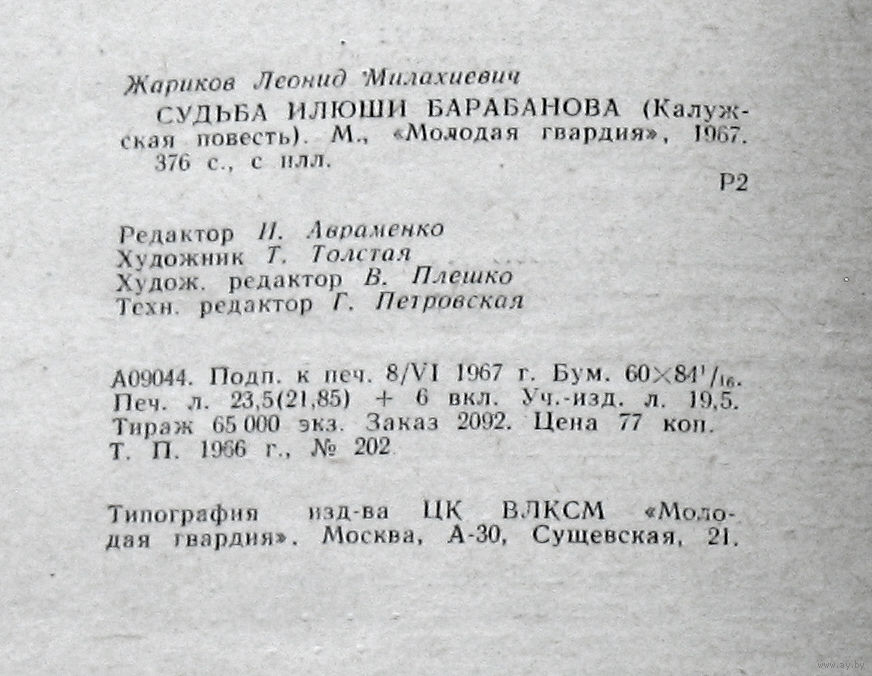 Жариков Леонид Милахиевич
СУДЬБА ИЛЮШИ БАРАБАНОВА (Калуж-
ская повесть). М., «Молодая гвардия», 1967.
376 с., с илл.
Р2
Редактор И. Авраменко
Художник Т. Толстая
Худож. редактор В. Плешко
Техн. редактор Г. Петровская
А09044. Подп. к печ. 8/VI 1967 г. Бум. 60×84¹/₁₆.
Печ. л. 23,5(21,85) + 6 вкл. Уч.-изд. л. 19,5.
Тираж 65 000 экз. Заказ 2092. Цена 77 коп.
Т. П. 1966 г., № 202
Типография изд-ва ЦК ВЛКСМ «Моло-
дая гвардия». Москва, А-30, Сущевская, 21.
www.ay.by